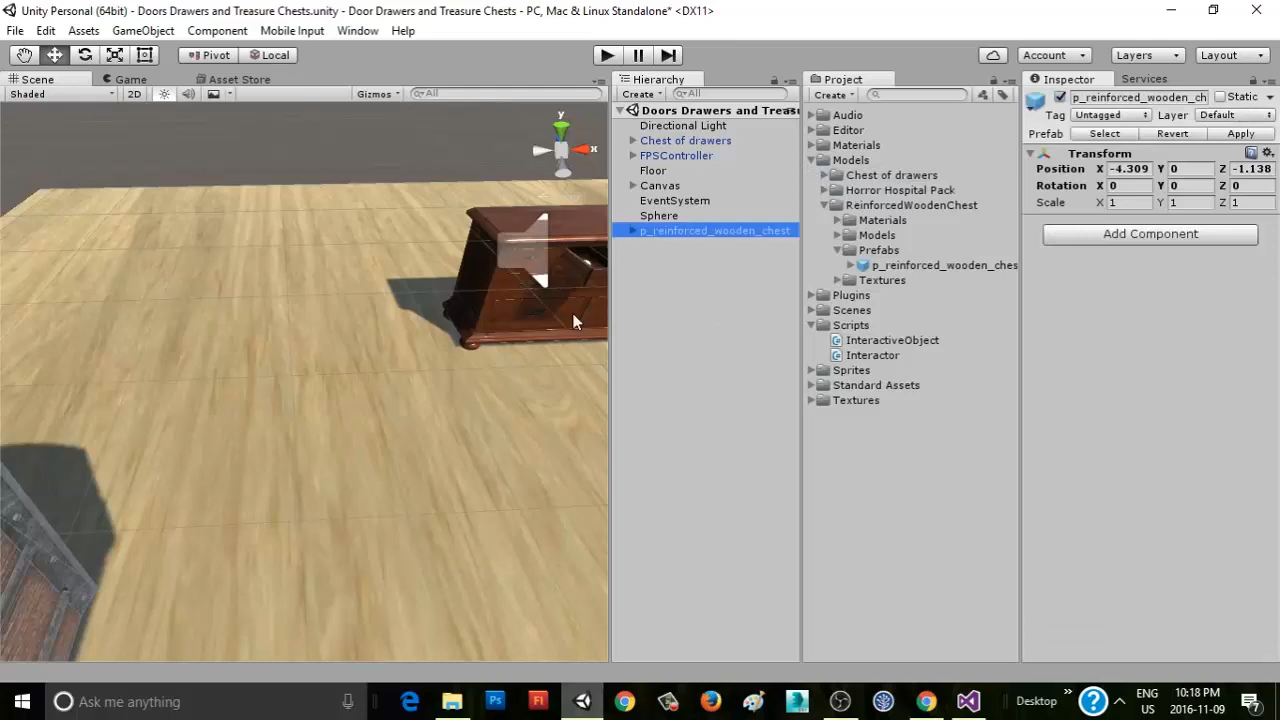 Unity Personal (64bit) - Doors Drawers and Treasure Chests.unity - Door Drawers and Treasure Chests - PC, Mac & Linux Standalone* <DX11>
File Edit Assets GameObject Component Mobile Input Window Help
Pivot Local Account Layers Layout
Scene Game Asset Store
Shaded 2D Gizmos All
y
x
Hierarchy
Create All
Doors Drawers and Treasu
Directional Light
Chest of drawers
FPSController
Floor
Canvas
EventSystem
Sphere
p_reinforced_wooden_chest
Project
Create
Audio
Editor
Materials
Models
Chest of drawers
Horror Hospital Pack
ReinforcedWoodenChest
Materials
Models
Prefabs
p_reinforced_wooden_ches
Textures
Plugins
Scenes
Scripts
InteractiveObject
Interactor
Sprites
Standard Assets
Textures
Inspector Services
p_reinforced_wooden_ch Static
Tag Untagged Layer Default
Prefab Select Revert Apply
Transform
Position X -4.309 Y 0 Z -1.138
Rotation X 0 Y 0 Z 0
Scale X 1 Y 1 Z 1
Add Component
Ask me anything
Desktop
ENG
US
10:18 PM
2016-11-09